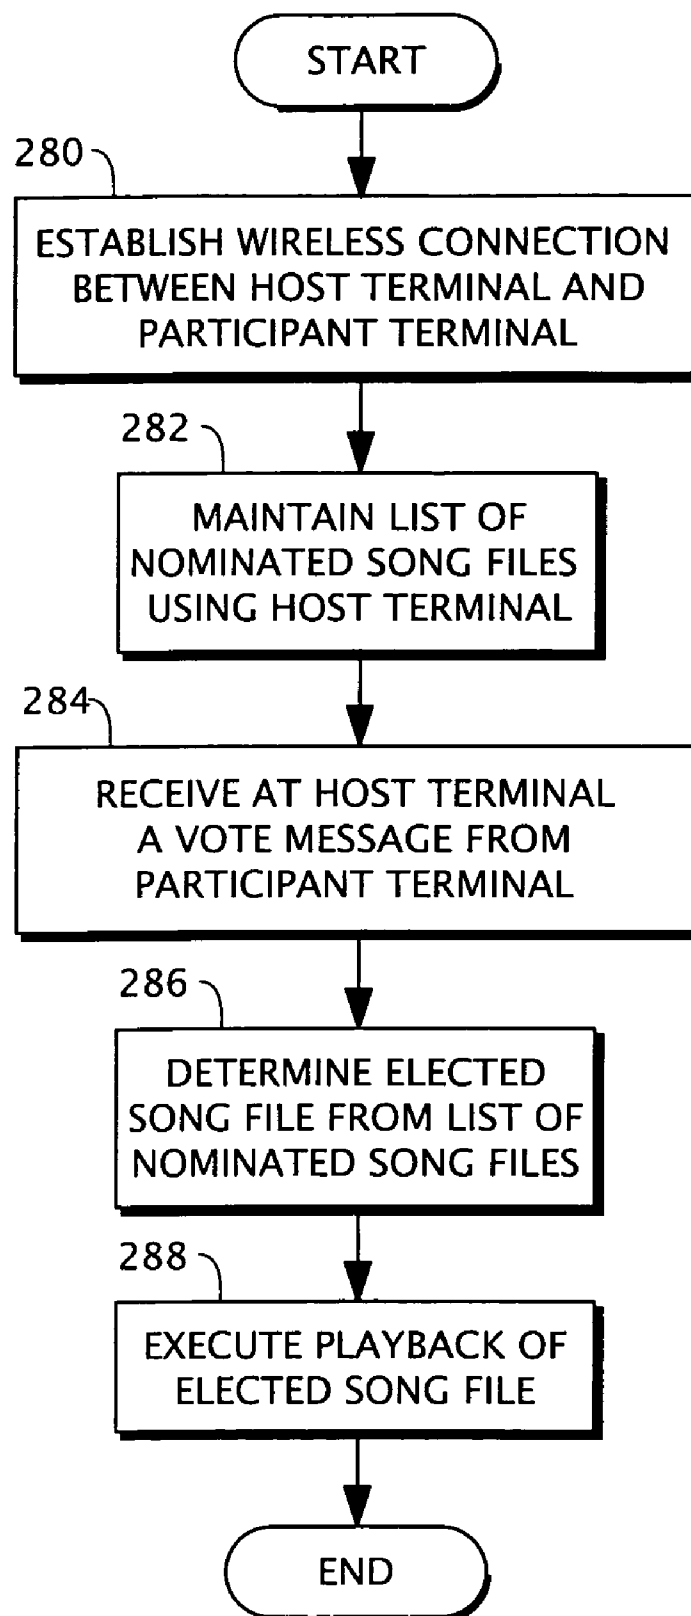 START
280
ESTABLISH WIRELESS CONNECTION
BETWEEN HOST TERMINAL AND
PARTICIPANT TERMINAL
282
MAINTAIN LIST OF
NOMINATED SONG FILES
USING HOST TERMINAL
284
RECEIVE AT HOST TERMINAL
A VOTE MESSAGE FROM
PARTICIPANT TERMINAL
286
DETERMINE ELECTED
SONG FILE FROM LIST OF
NOMINATED SONG FILES
288
EXECUTE PLAYBACK OF
ELECTED SONG FILE
END